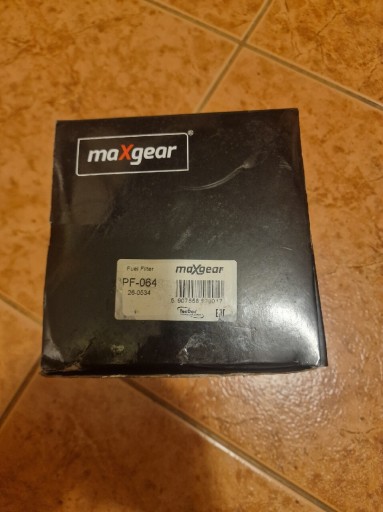 maXgear®
Fuel Filter
maXgear
PF-064
26-0034
TecDoc
EAC